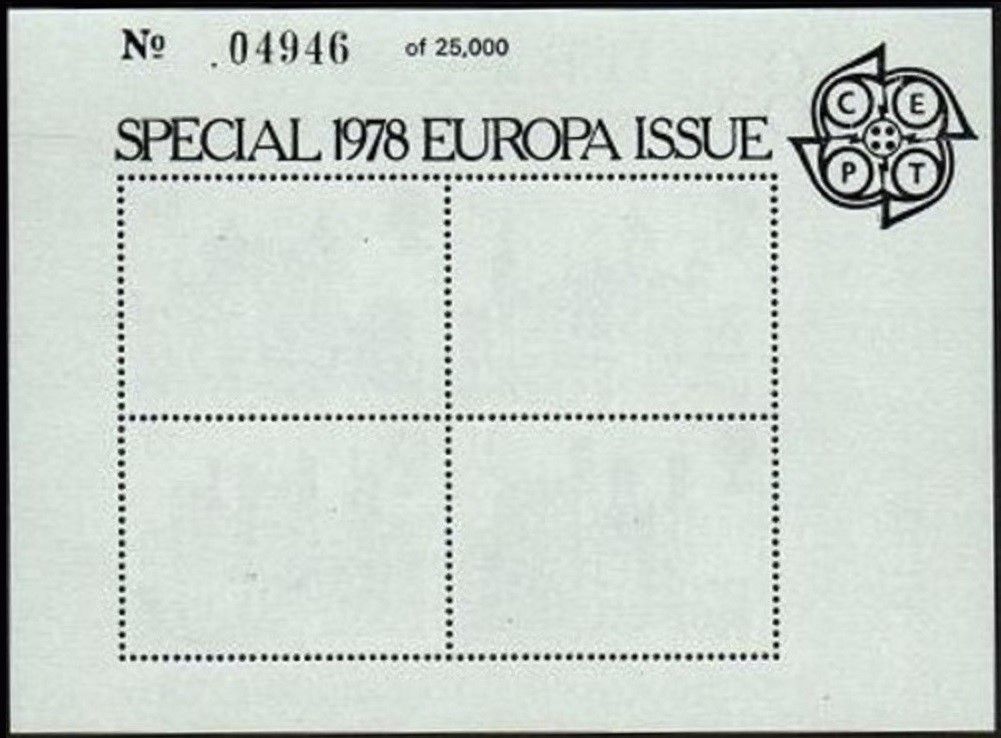 Nº 04946 of 25,000
SPECIAL 1978 EUROPA ISSUE
C E
P T